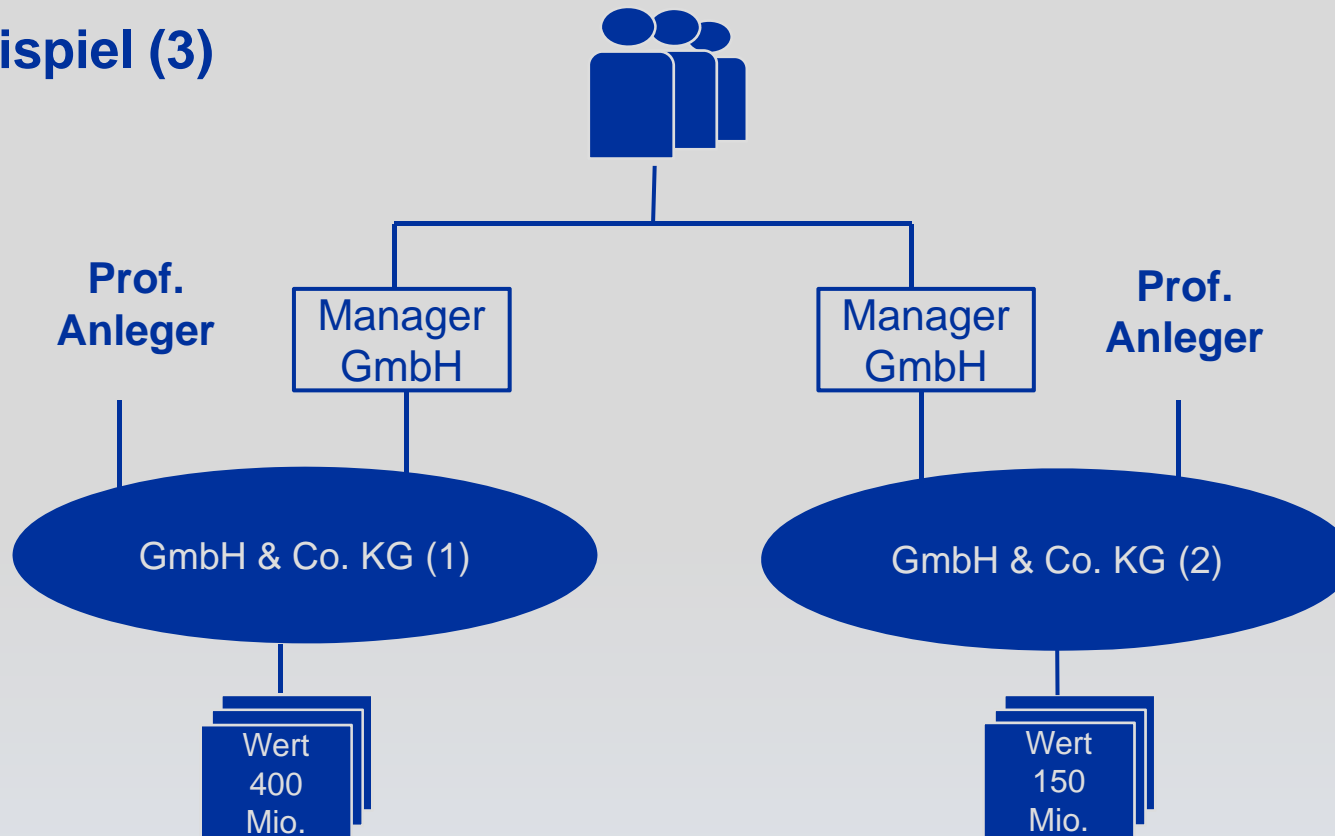 ispiel (3)
Prof.
Anleger
Manager
GmbH
Manager
GmbH
Prof.
Anleger
GmbH & Co. KG (1)
GmbH & Co. KG (2)
Wert
400
Mio.
Wert
150
Mio.